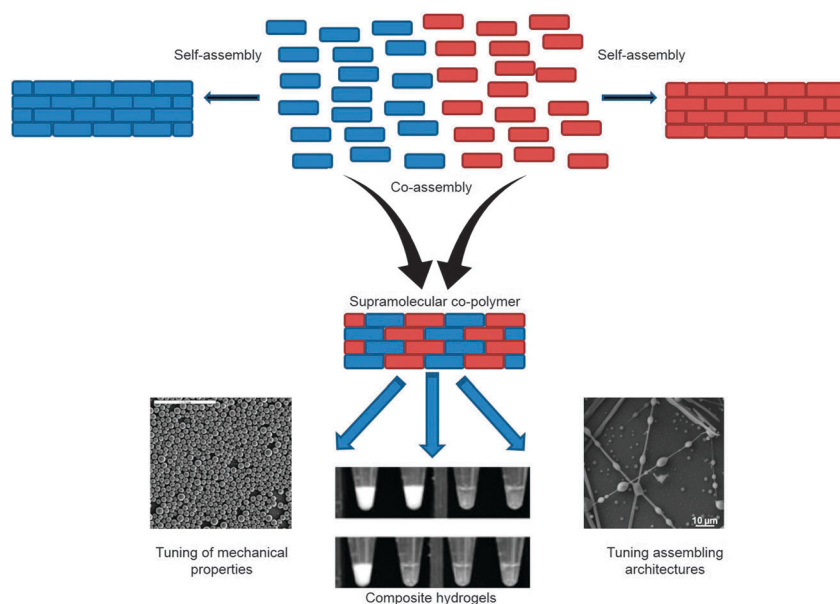 Self-assembly
Self-assembly
Co-assembly
Supramolecular co-polymer
10 µm
Tuning of mechanical
properties
Tuning assembling
architectures
Composite hydrogels